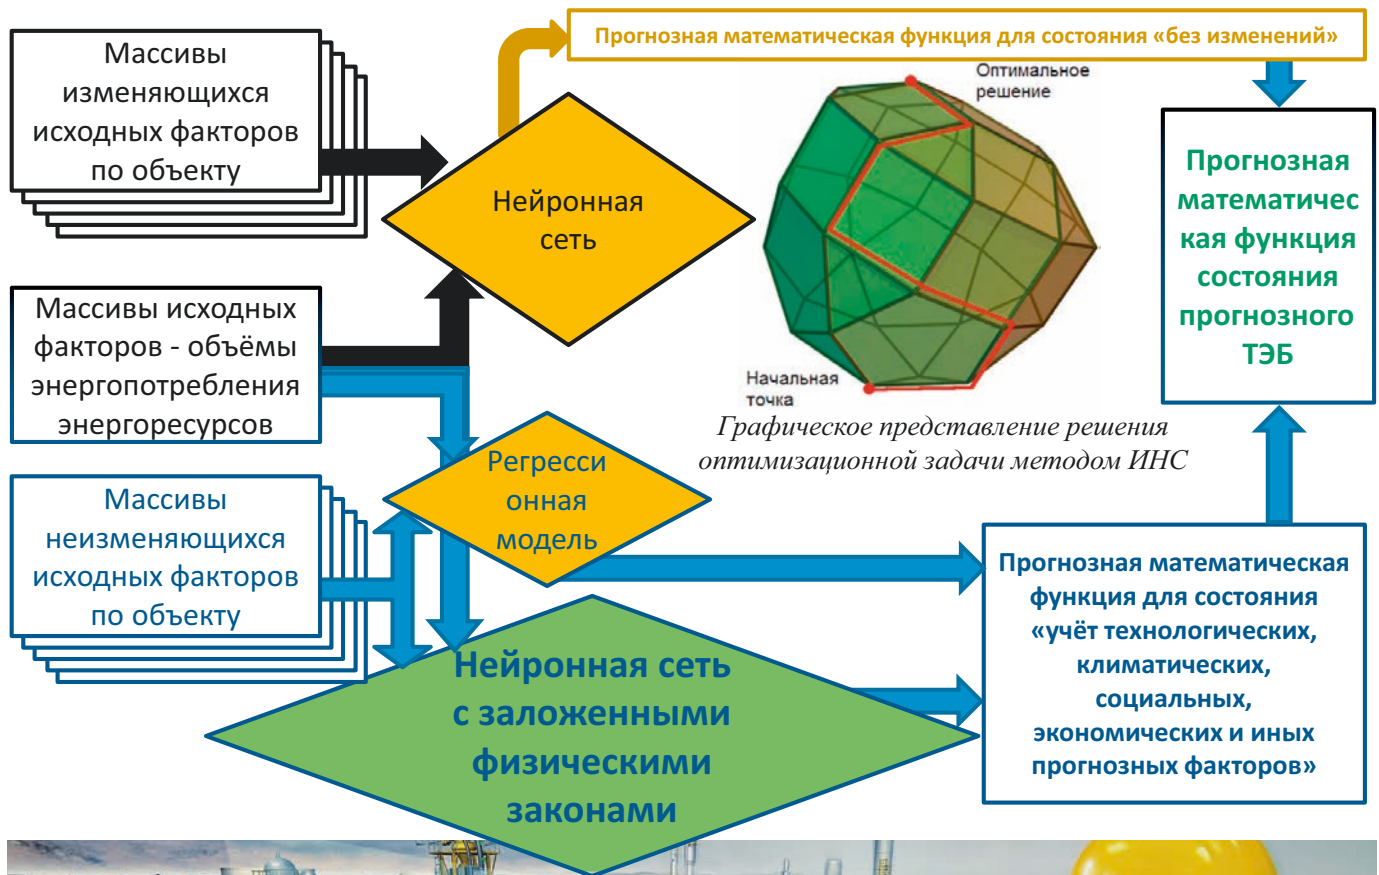 Прогнозная математическая функция для состояния «без изменений»
Массивы
изменяющихся
исходных факторов
по объекту
Нейронная
сеть
Оптимальное
решение
Начальная
точка
Графическое представление решения
оптимизационной задачи методом ИНС
Прогнозная
математичес
кая функция
состояния
прогнозного
ТЭБ
Массивы исходных
факторов - объёмы
энергопотребления
энергоресурсов
Регресси
онная
модель
Массивы
неизменяющихся
исходных факторов
по объекту
Нейронная сеть
с заложенными
физическими
законами
Прогнозная математическая
функция для состояния
«учёт технологических,
климатических,
социальных,
экономических и иных
прогнозных факторов»